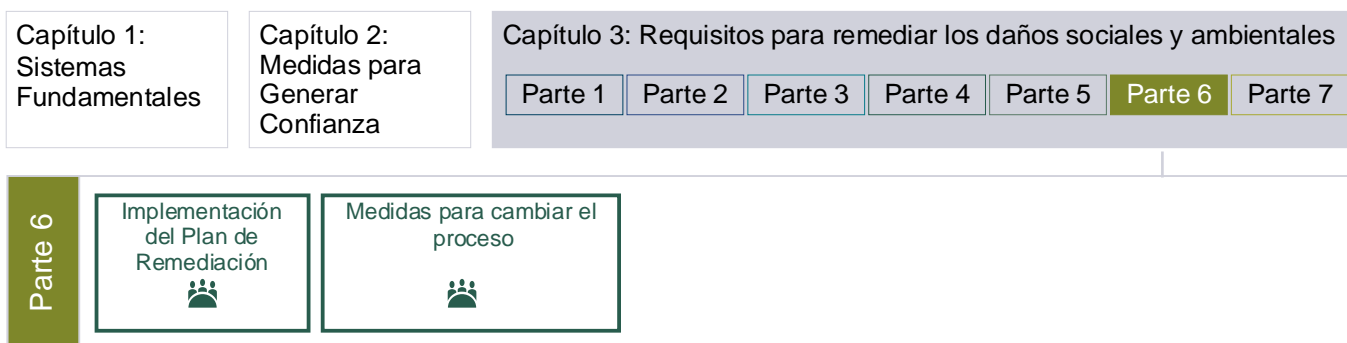 Capítulo 1:
Sistemas
Fundamentales
Capítulo 2:
Medidas para
Generar
Confianza
Capítulo 3: Requisitos para remediar los daños sociales y ambientales
Parte 1
Parte 2
Parte 3
Parte 4
Parte 5
Parte 6
Parte 7
Parte 6
Implementación
del Plan de
Remediación
Medidas para cambiar el
proceso